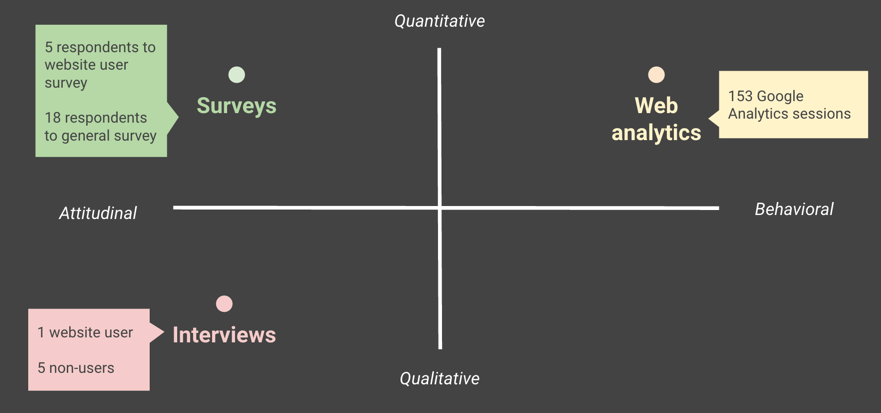 Quantitative
5 respondents to
website user
survey
18 respondents
to general survey
Surveys
Web
analytics
153 Google
Analytics sessions
Attitudinal
Behavioral
1 website user
5 non-users
Interviews
Qualitative